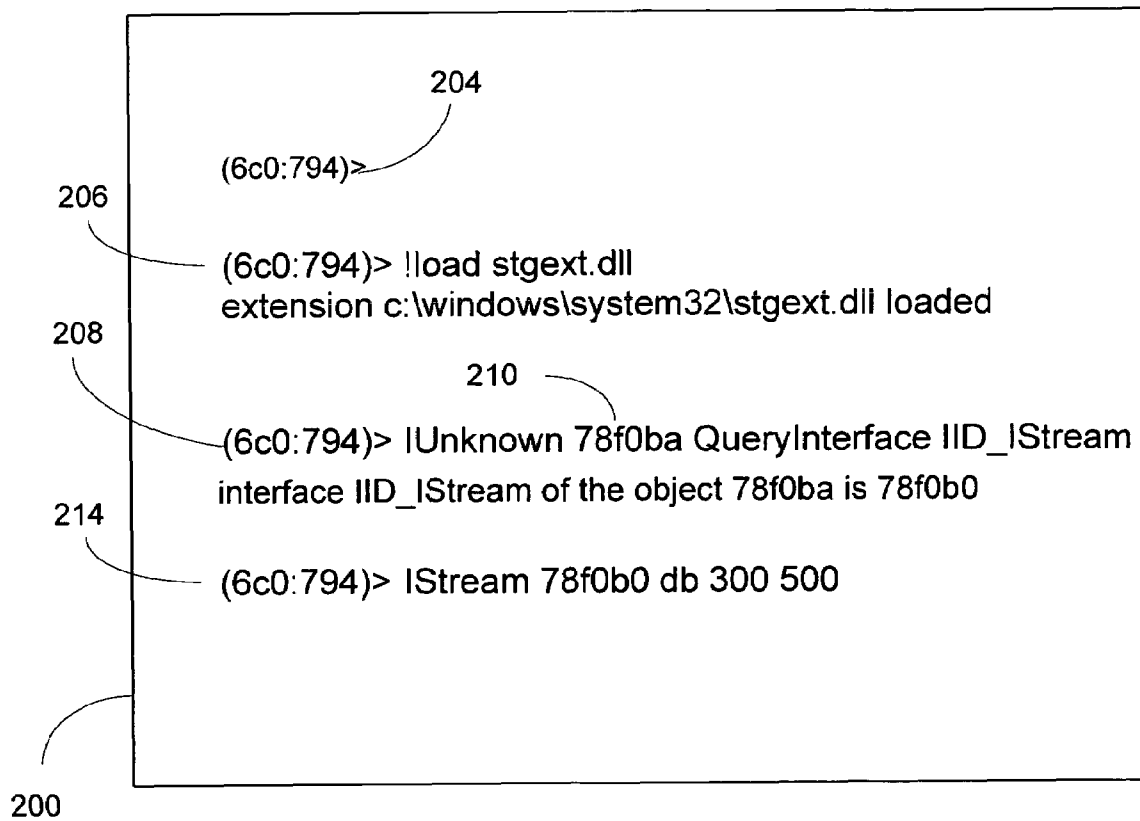 204
(6c0:794)>
206
(6c0:794)> !load stgext.dll
extension c:\windows\system32\stgext.dll loaded
208
210
(6c0:794)> IUnknown 78f0ba QueryInterface IID_IStream
interface IID_IStream of the object 78f0ba is 78f0b0
214
(6c0:794)> IStream 78f0b0 db 300 500
200